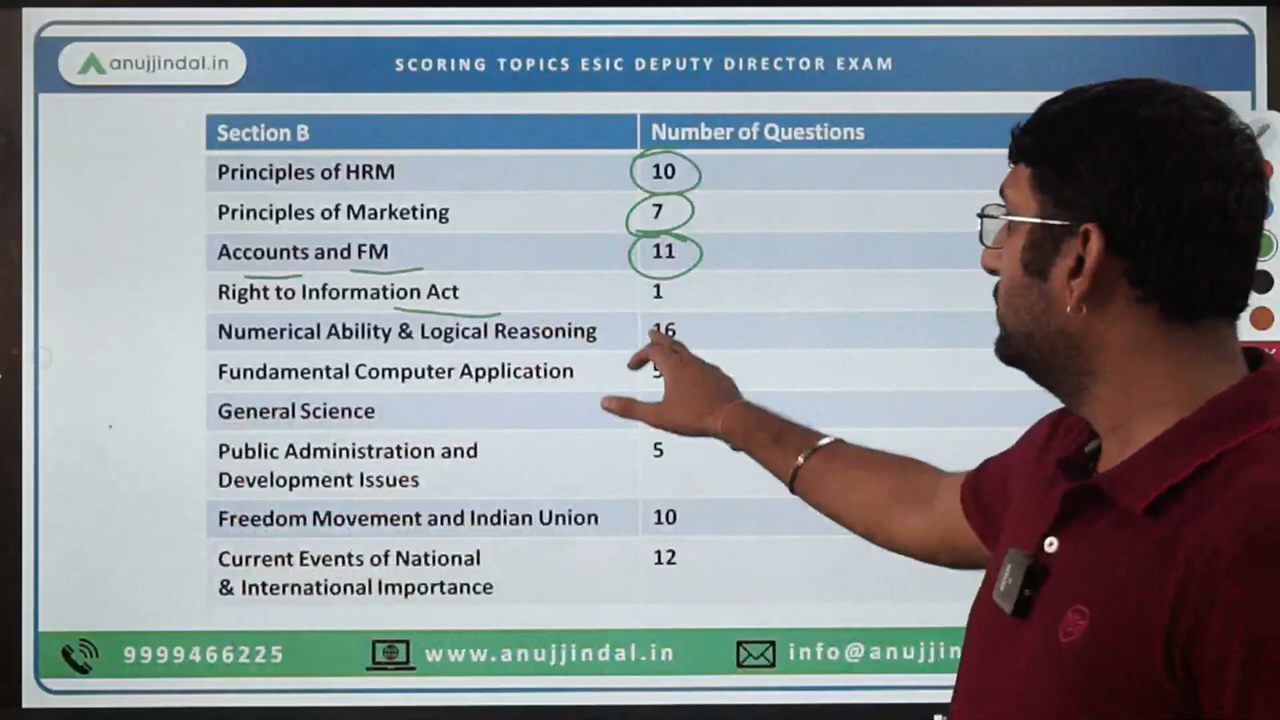 anujjindal.in
SCORING TOPICS ESIC DEPUTY DIRECTOR EXAM
Section B Number of Questions
Principles of HRM 10
Principles of Marketing 7
Accounts and FM 11
Right to Information Act 1
Numerical Ability & Logical Reasoning 16
Fundamental Computer Application 5
General Science
Public Administration and 5
Development Issues
Freedom Movement and Indian Union 10
Current Events of National 12
& International Importance
9999466225 www.anujjindal.in info@anujjin